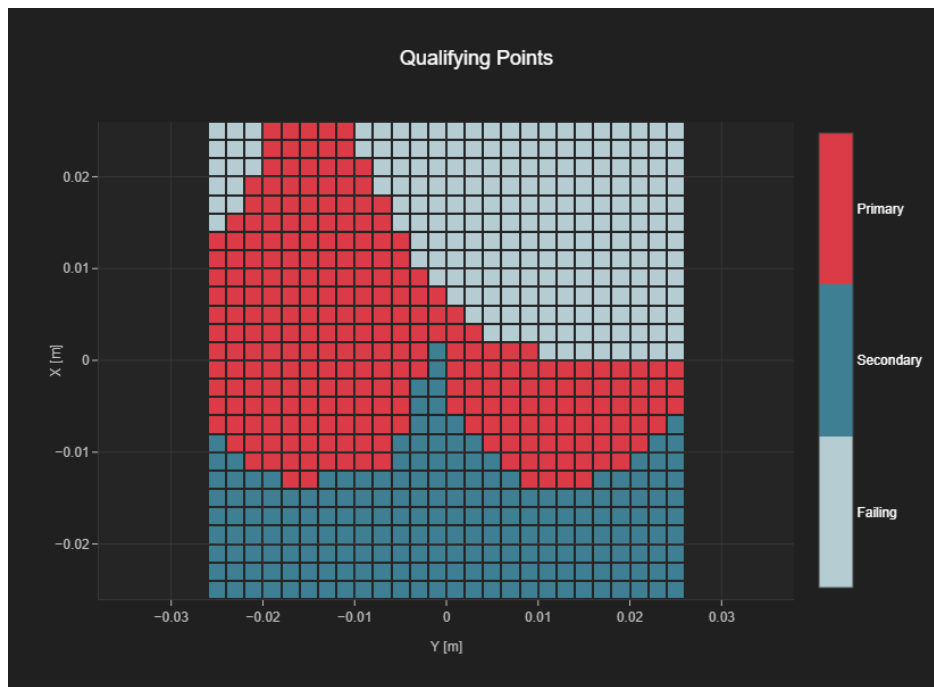 Qualifying Points
0.02
0.01
0
−0.01
−0.02
X [m]
−0.03
−0.02
−0.01
0
0.01
0.02
0.03
Y [m]
Primary
Secondary
Failing